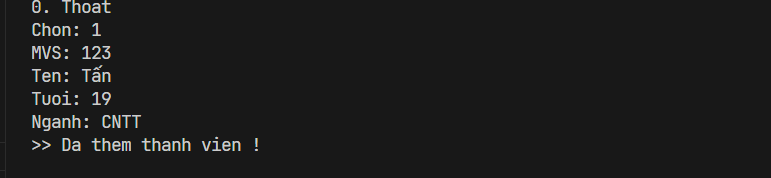 0. Thoat
Chon: 1
MVS: 123
Ten: Tấn
Tuoi: 19
Nganh: CNTT
>> Da them thanh vien !